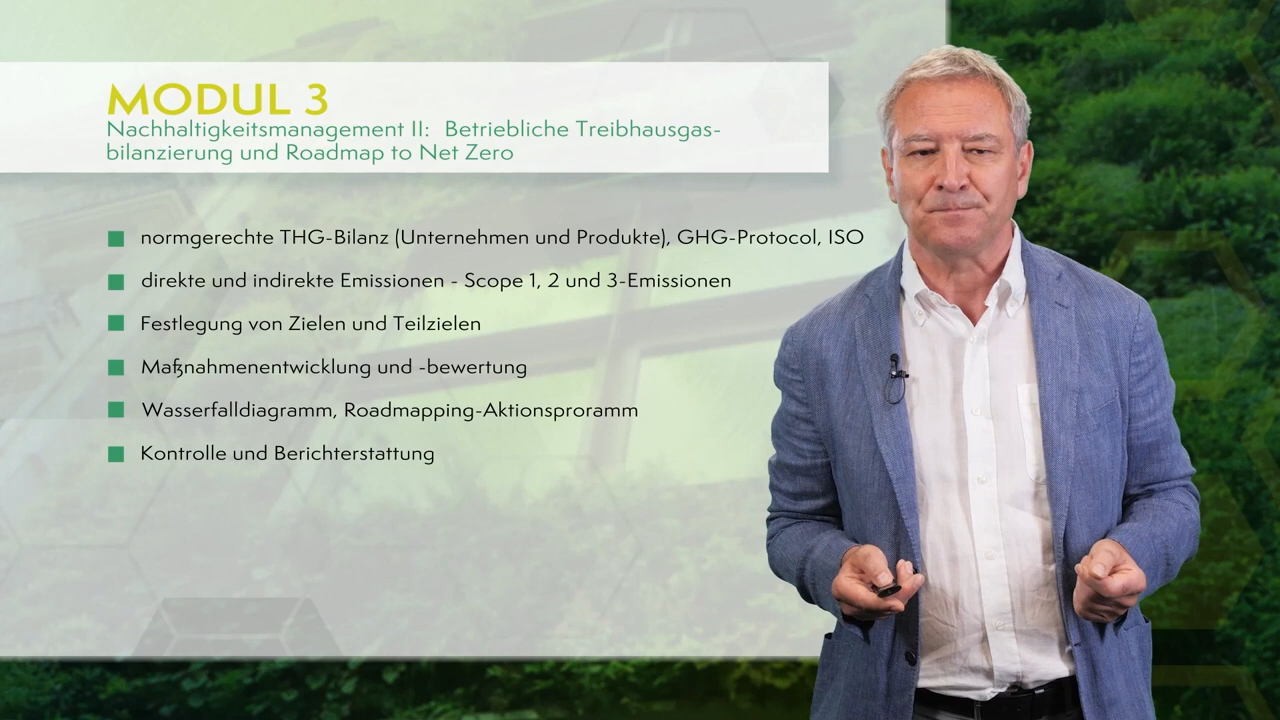 MODUL 3
Nachhaltigkeitsmanagement II: Betriebliche Treibhausgas-
bilanzierung und Roadmap to Net Zero
normgerechte THG-Bilanz (Unternehmen und Produkte), GHG-Protocol, ISO
direkte und indirekte Emissionen - Scope 1, 2 und 3-Emissionen
Festlegung von Zielen und Teilzielen
Maßnahmenentwicklung und -bewertung
Wasserfalldiagramm, Roadmapping-Aktionsproramm
Kontrolle und Berichterstattung